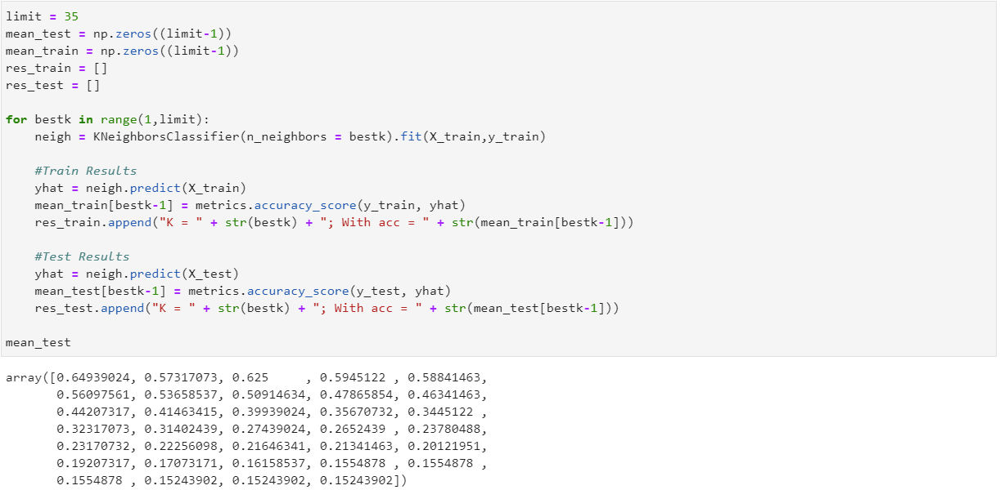 limit = 35
mean_test = np.zeros((limit-1))
mean_train = np.zeros((limit-1))
res_train = []
res_test = []
for bestk in range(1,limit):
    neigh = KNeighborsClassifier(n_neighbors = bestk).fit(X_train,y_train)
    #Train Results
    yhat = neigh.predict(X_train)
    mean_train[bestk-1] = metrics.accuracy_score(y_train, yhat)
    res_train.append("K = " + str(bestk) + "; With acc = " + str(mean_train[bestk-1]))
    #Test Results
    yhat = neigh.predict(X_test)
    mean_test[bestk-1] = metrics.accuracy_score(y_test, yhat)
    res_test.append("K = " + str(bestk) + "; With acc = " + str(mean_test[bestk-1]))
mean_test
array([0.64939024, 0.57317073, 0.625     , 0.5945122 , 0.58841463,
       0.56097561, 0.53658537, 0.50914634, 0.47865854, 0.46341463,
       0.44207317, 0.41463415, 0.39939024, 0.35670732, 0.3445122 ,
       0.32317073, 0.31402439, 0.27439024, 0.2652439 , 0.23780488,
       0.23170732, 0.22256098, 0.21646341, 0.21341463, 0.20121951,
       0.19207317, 0.17073171, 0.16158537, 0.1554878 , 0.1554878 ,
       0.1554878 , 0.15243902, 0.15243902, 0.15243902])